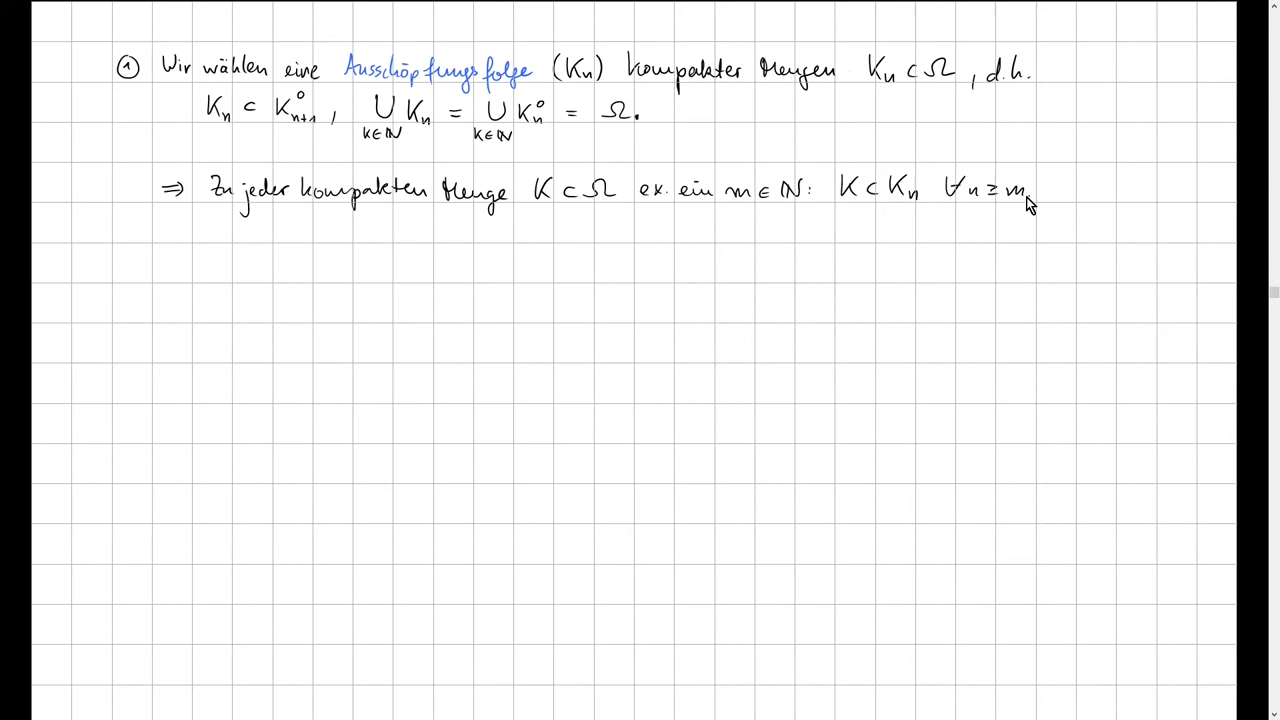 ① Wir wählen eine Ausschöpfungsfolge (Kₙ) kompakter Mengen Kₙ ⊂ Ω, d.h.
Kₙ ⊂ K°ₙ₊₁, ⋃_{K∈ℕ} Kₙ = ⋃_{K∈ℕ} K°ₙ = Ω.
⇒ Zu jeder kompakten Menge K ⊂ Ω ex. ein m ∈ ℕ: K ⊂ Kₙ ∀n ≥ m